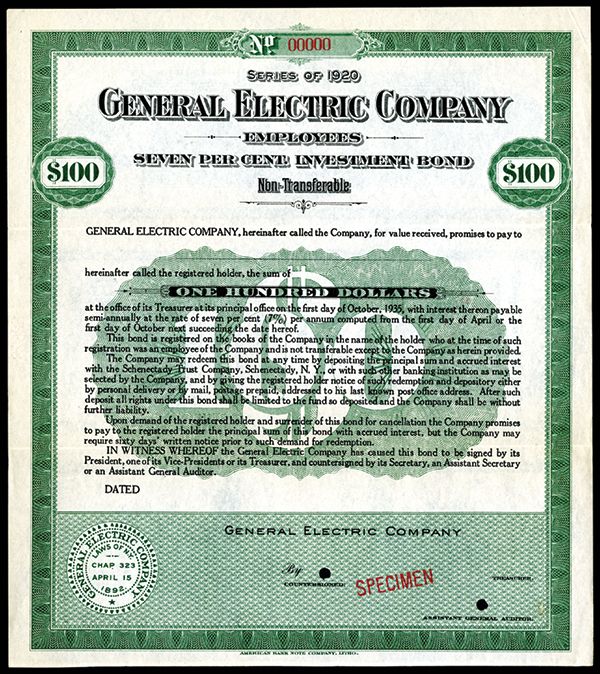 No. 00000
SERIES OF 1920
GENERAL ELECTRIC COMPANY
EMPLOYEES
SEVEN PER CENT. INVESTMENT BOND
Non-Transferable
$100
$100
GENERAL ELECTRIC COMPANY, hereinafter called the Company, for value received, promises to pay to
hereinafter called the registered holder, the sum of
ONE HUNDRED DOLLARS
at the office of its Treasurer at its principal office on the first day of October, 1935, with interest thereon payable
semi-annually at the rate of seven per cent (7%) per annum computed from the first day of April or the
first day of October next succeeding the date hereof.
This bond is registered on the books of the Company in the name of the holder who at the time of such
registration was an employee of the Company and is not transferable except to the Company as herein provided.
The Company may redeem this bond at any time by depositing the principal sum and accrued interest
with the Schenectady Trust Company, Schenectady, N. Y., or with such other banking institution as may be
selected by the Company, and by giving the registered holder notice of such redemption and depository either
by personal delivery or by mail, postage prepaid, addressed to his last known post office address. After such
deposit all rights under this bond shall be limited to the fund so deposited and the Company shall be without
further liability.
Upon demand of the registered holder and surrender of this bond for cancellation the Company promises
to pay to the registered holder the principal sum of this bond with accrued interest, but the Company may
require sixty days' written notice prior to such demand for redemption.
IN WITNESS WHEREOF the General Electric Company has caused this bond to be signed by its
President, one of its Vice-Presidents or its Treasurer, and countersigned by its Secretary, an Assistant Secretary
or an Assistant General Auditor.
DATED
GENERAL ELECTRIC COMPANY
GENERAL ELECTRIC COMPANY
LAWS OF N.Y.
CHAP 323
APRIL 15
1892
By
TREASURER.
COUNTERSIGNED:
SPECIMEN
ASSISTANT GENERAL AUDITOR.
AMERICAN BANK NOTE COMPANY, LITHO.